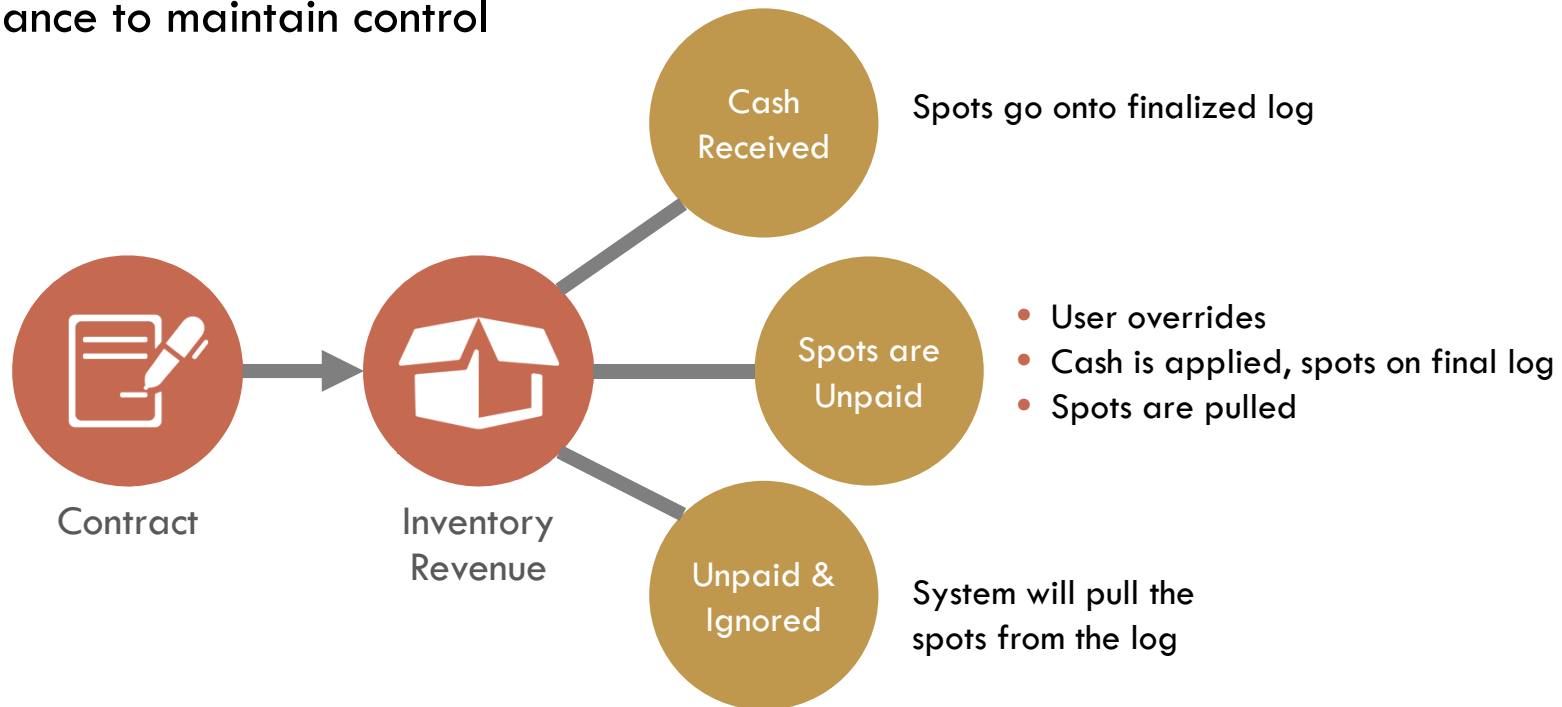 ance to maintain control
Cash
Received
Spots go onto finalized log
Spots are
Unpaid
• User overrides
• Cash is applied, spots on final log
• Spots are pulled
Contract
Inventory
Revenue
Unpaid &
Ignored
System will pull the
spots from the log